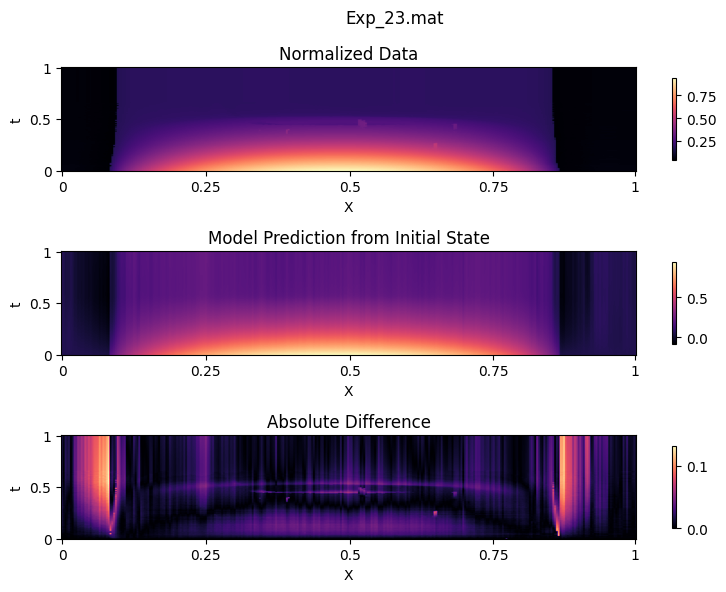 Exp_23.mat
Normalized Data
1
0.5
0
t
0 0.25 0.5 0.75 1
X
0.75
0.50
0.25
Model Prediction from Initial State
1
0.5
0
t
0 0.25 0.5 0.75 1
X
0.5
0.0
Absolute Difference
1
0.5
0
t
0 0.25 0.5 0.75 1
X
0.1
0.0